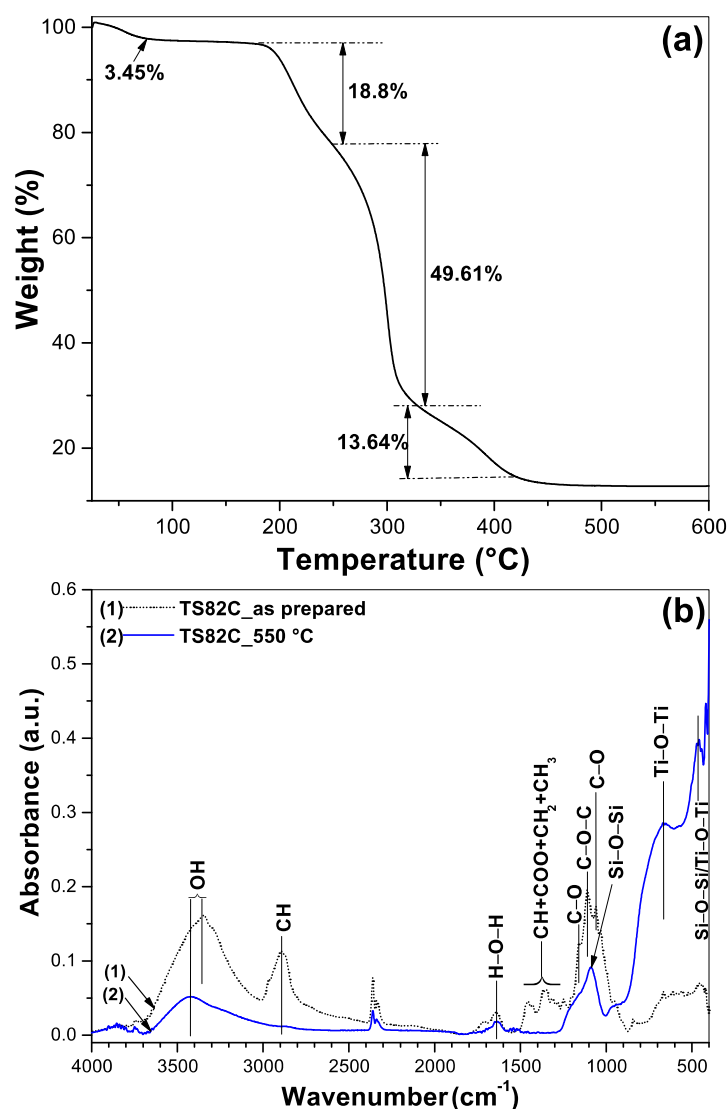 (a)
100
80
60
40
20
Weight (%)
3.45%
18.8%
49.61%
13.64%
100 200 300 400 500 600
Temperature (°C)
(b)
(1) TS82C_as prepared
(2) TS82C_550 °C
0.6
0.5
0.4
0.3
0.2
0.1
0.0
Absorbance (a.u.)
(1)
(2)
OH
CH
H–O–H
CH+COO+CH2+CH3
C–O
C–O–C
C–O
Si–O–Si
Ti–O–Ti
Si–O–Si/Ti–O–Ti
4000 3500 3000 2500 2000 1500 1000 500
Wavenumber (cm-1)